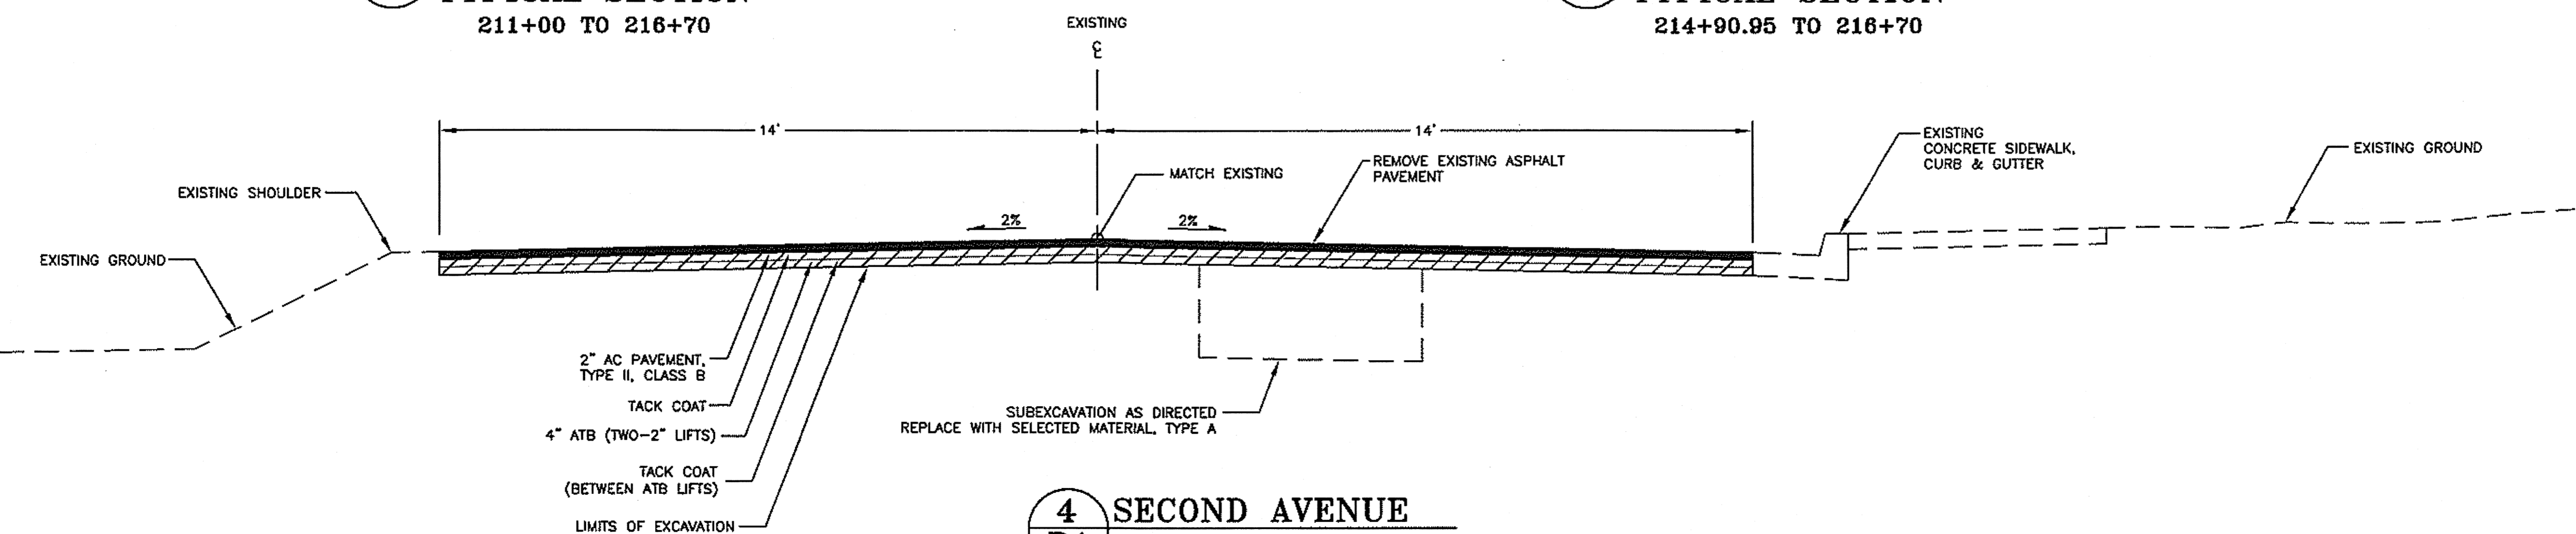 211+00 TO 216+70
214+90.95 TO 216+70
EXISTING
℄
14'
14'
EXISTING
CONCRETE SIDEWALK,
CURB & GUTTER
EXISTING GROUND
REMOVE EXISTING ASPHALT
PAVEMENT
MATCH EXISTING
EXISTING SHOULDER
2%
2%
EXISTING GROUND
2" AC PAVEMENT,
TYPE II, CLASS B
TACK COAT
4" ATB (TWO-2" LIFTS)
TACK COAT
(BETWEEN ATB LIFTS)
LIMITS OF EXCAVATION
SUBEXCAVATION AS DIRECTED
REPLACE WITH SELECTED MATERIAL, TYPE A
4 SECOND AVENUE